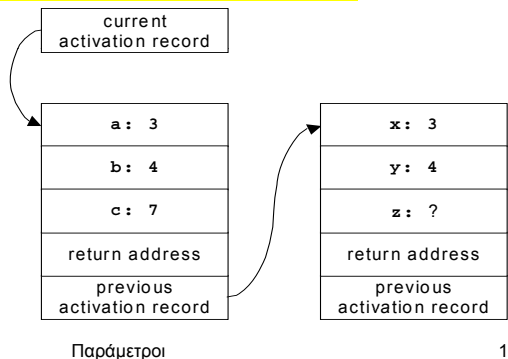 current
activation record
a: 3
b: 4
c: 7
return address
previous
activation record
x: 3
y: 4
z: ?
return address
previous
activation record
Παράμετροι
1